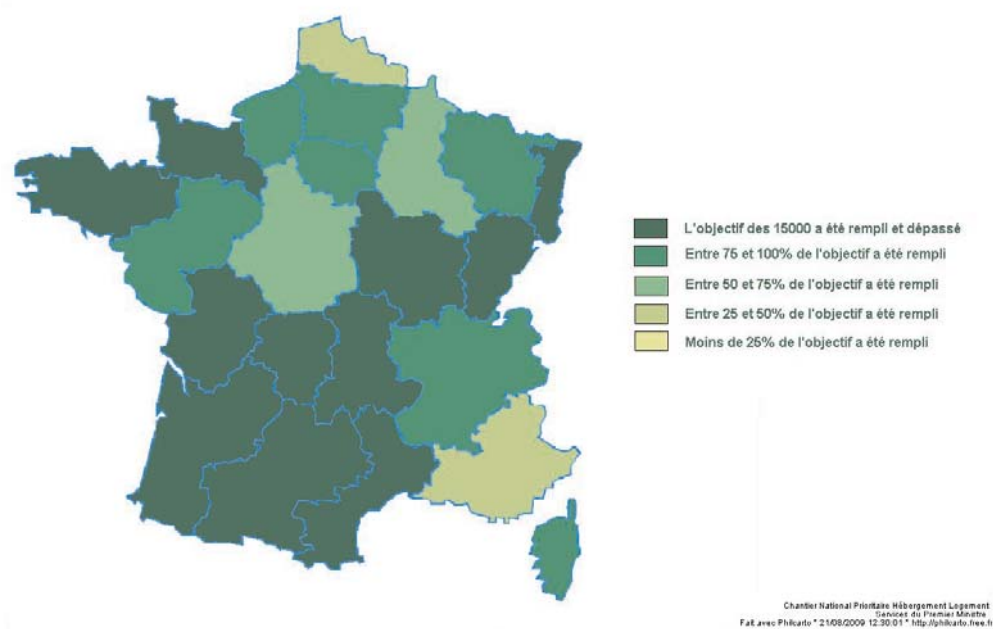 L'objectif des 15000 a été rempli et dépassé
Entre 75 et 100% de l'objectif a été rempli
Entre 50 et 75% de l'objectif a été rempli
Entre 25 et 50% de l'objectif a été rempli
Moins de 25% de l'objectif a été rempli
Chantier National Prioritaire Hébergement Logement
Services du Premier Ministre
Fait avec Philcarto * 21/08/2009 12:30:01 * http://philcarto.free.fr